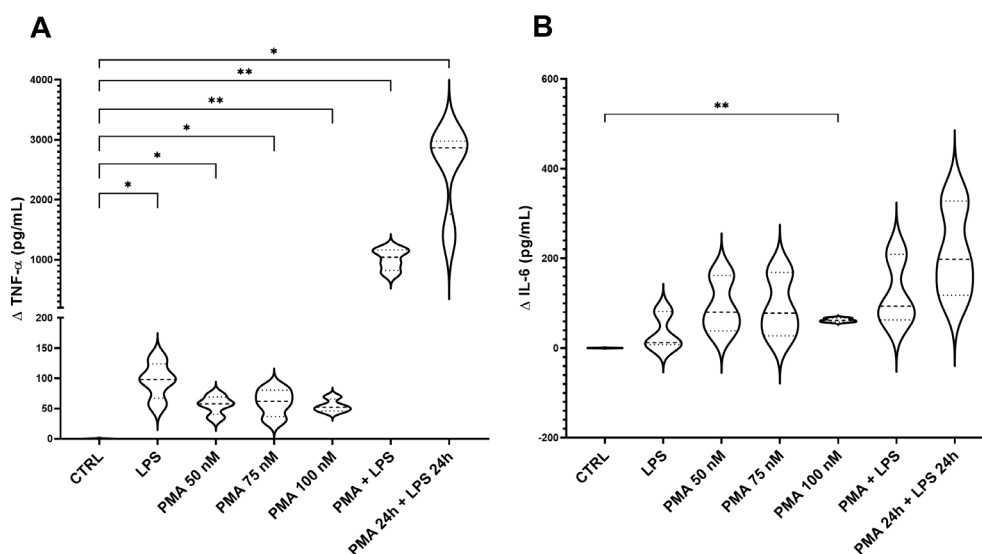 A
Δ TNF-α (pg/mL)
4000
3000
2000
1000
200
150
100
50
0
*
**
**
*
*
*
CTRL
LPS
PMA 50 nM
PMA 75 nM
PMA 100 nM
PMA + LPS
PMA 24h + LPS 24h
B
Δ IL-6 (pg/mL)
600
400
200
0
-200
**
CTRL
LPS
PMA 50 nM
PMA 75 nM
PMA 100 nM
PMA + LPS
PMA 24h + LPS 24h